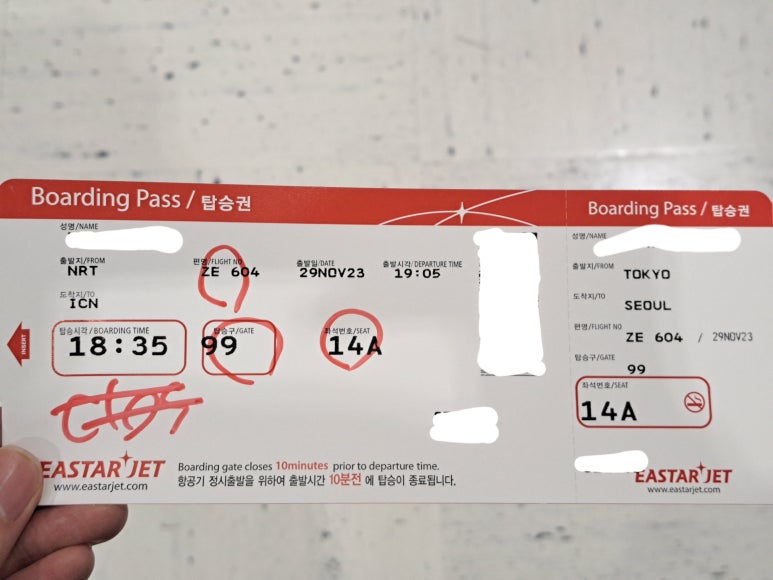 Boarding Pass / 탑승권
성명/NAME
출발지/FROM
NRT
편명/FLIGHT NO
ZE 604
출발일/DATE
29NOV23
출발시각/DEPARTURE TIME
19:05
도착지/TO
ICN
탑승시각/BOARDING TIME
18:35
탑승구/GATE
99
좌석번호/SEAT
14A
INSERT
EASTAR JET
www.eastarjet.com
Boarding gate closes 10minutes prior to departure time.
항공기 정시출발을 위하여 출발시간 10분전 에 탑승이 종료됩니다.
Boarding Pass / 탑승권
성명/NAME
출발지/FROM
TOKYO
도착지/TO
SEOUL
편명/FLIGHT NO
ZE 604 / 29NOV23
탑승구/GATE
99
좌석번호/SEAT
14A
EASTAR JET
www.eastarjet.com